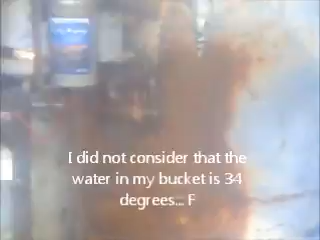 I did not consider that the
water in my bucket is 34
degrees... F